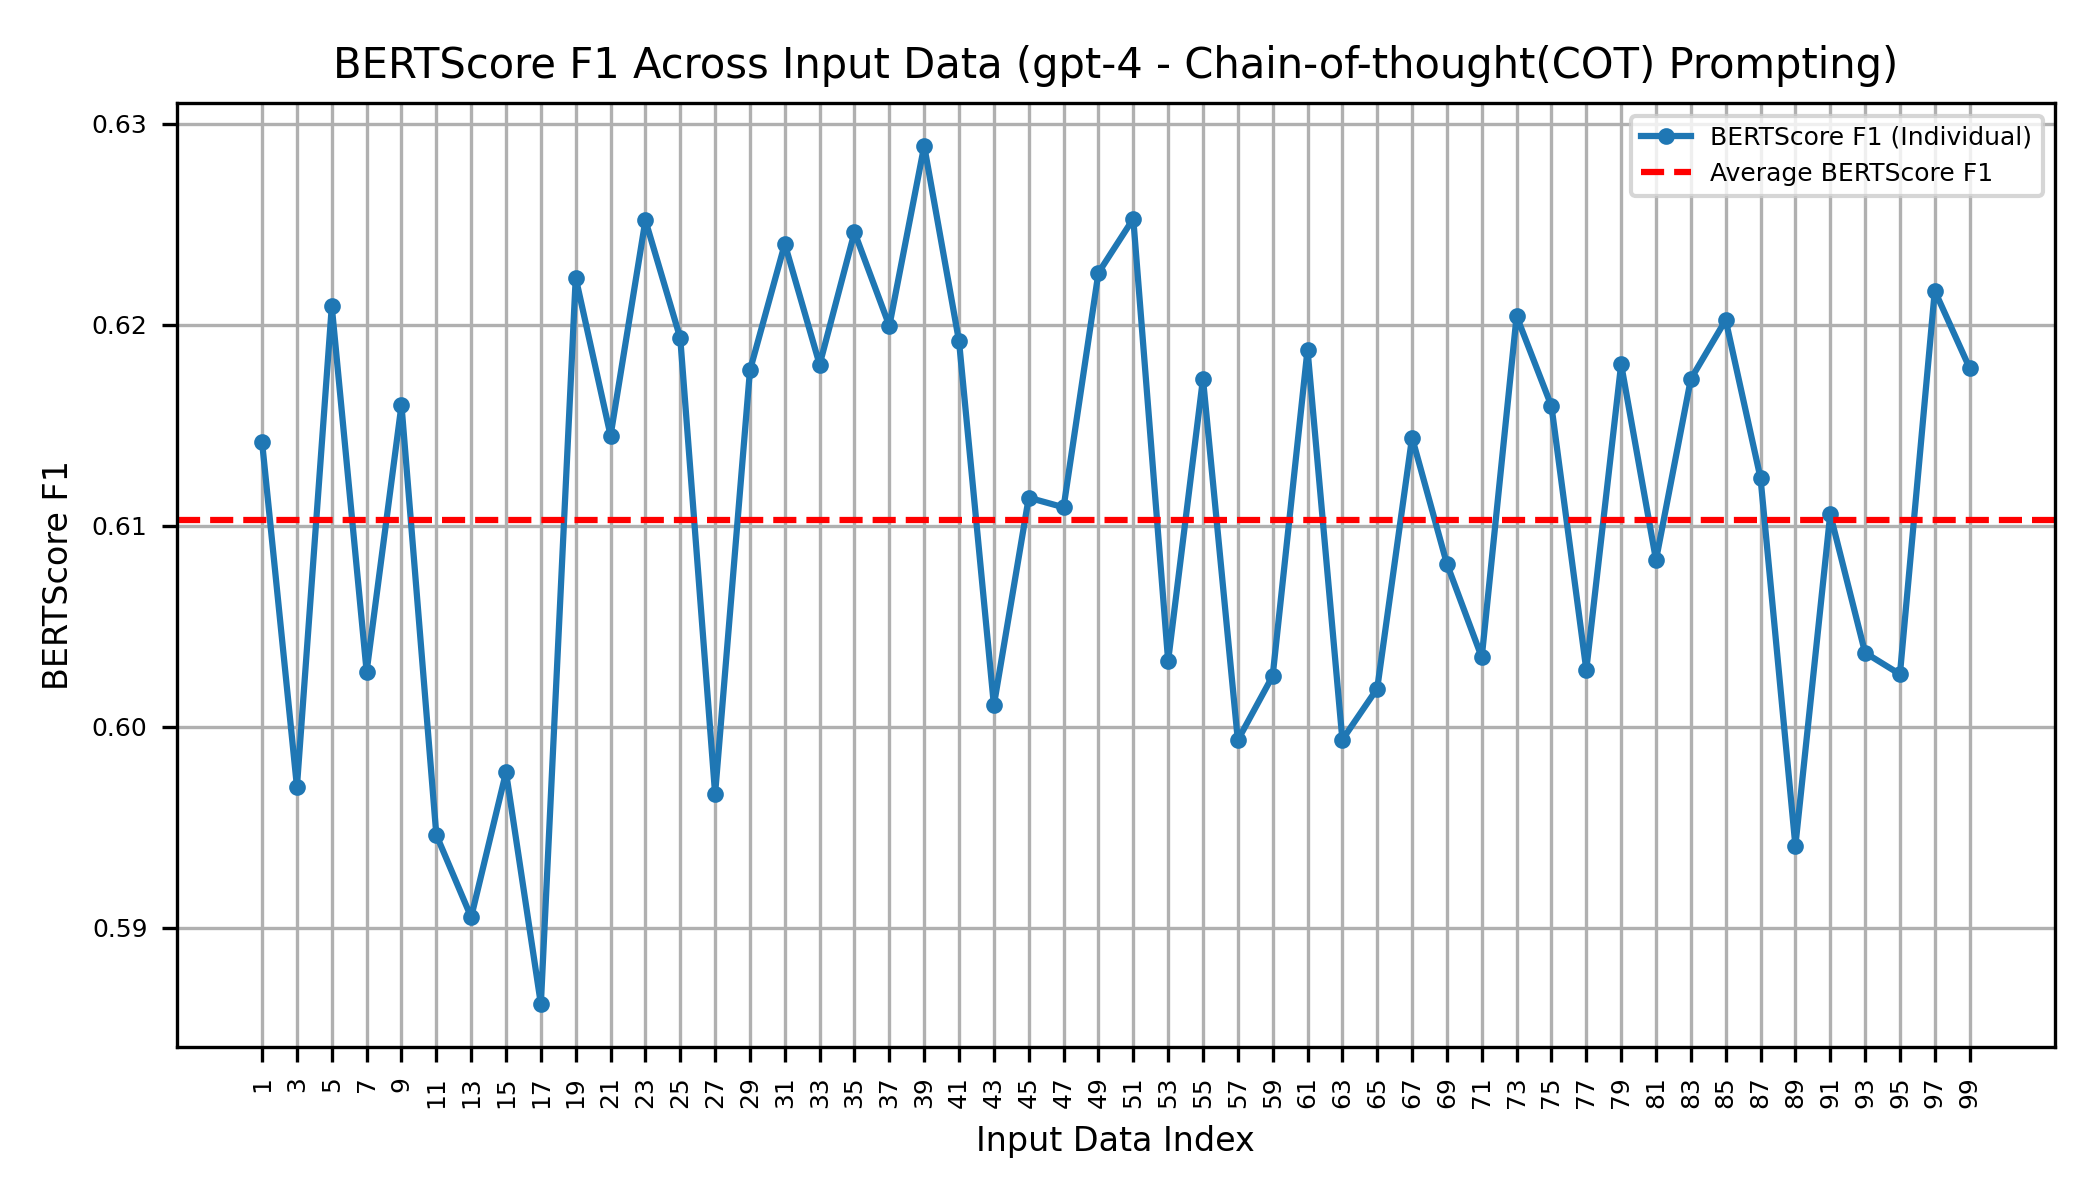 BERTScore F1 Across Input Data (gpt-4 - Chain-of-thought(COT) Prompting)
BERTScore F1 (Individual)
Average BERTScore F1
BERTScore F1
0.63
0.62
0.61
0.60
0.59
1 3 5 7 9 11 13 15 17 19 21 23 25 27 29 31 33 35 37 39 41 43 45 47 49 51 53 55 57 59 61 63 65 67 69 71 73 75 77 79 81 83 85 87 89 91 93 95 97 99
Input Data Index